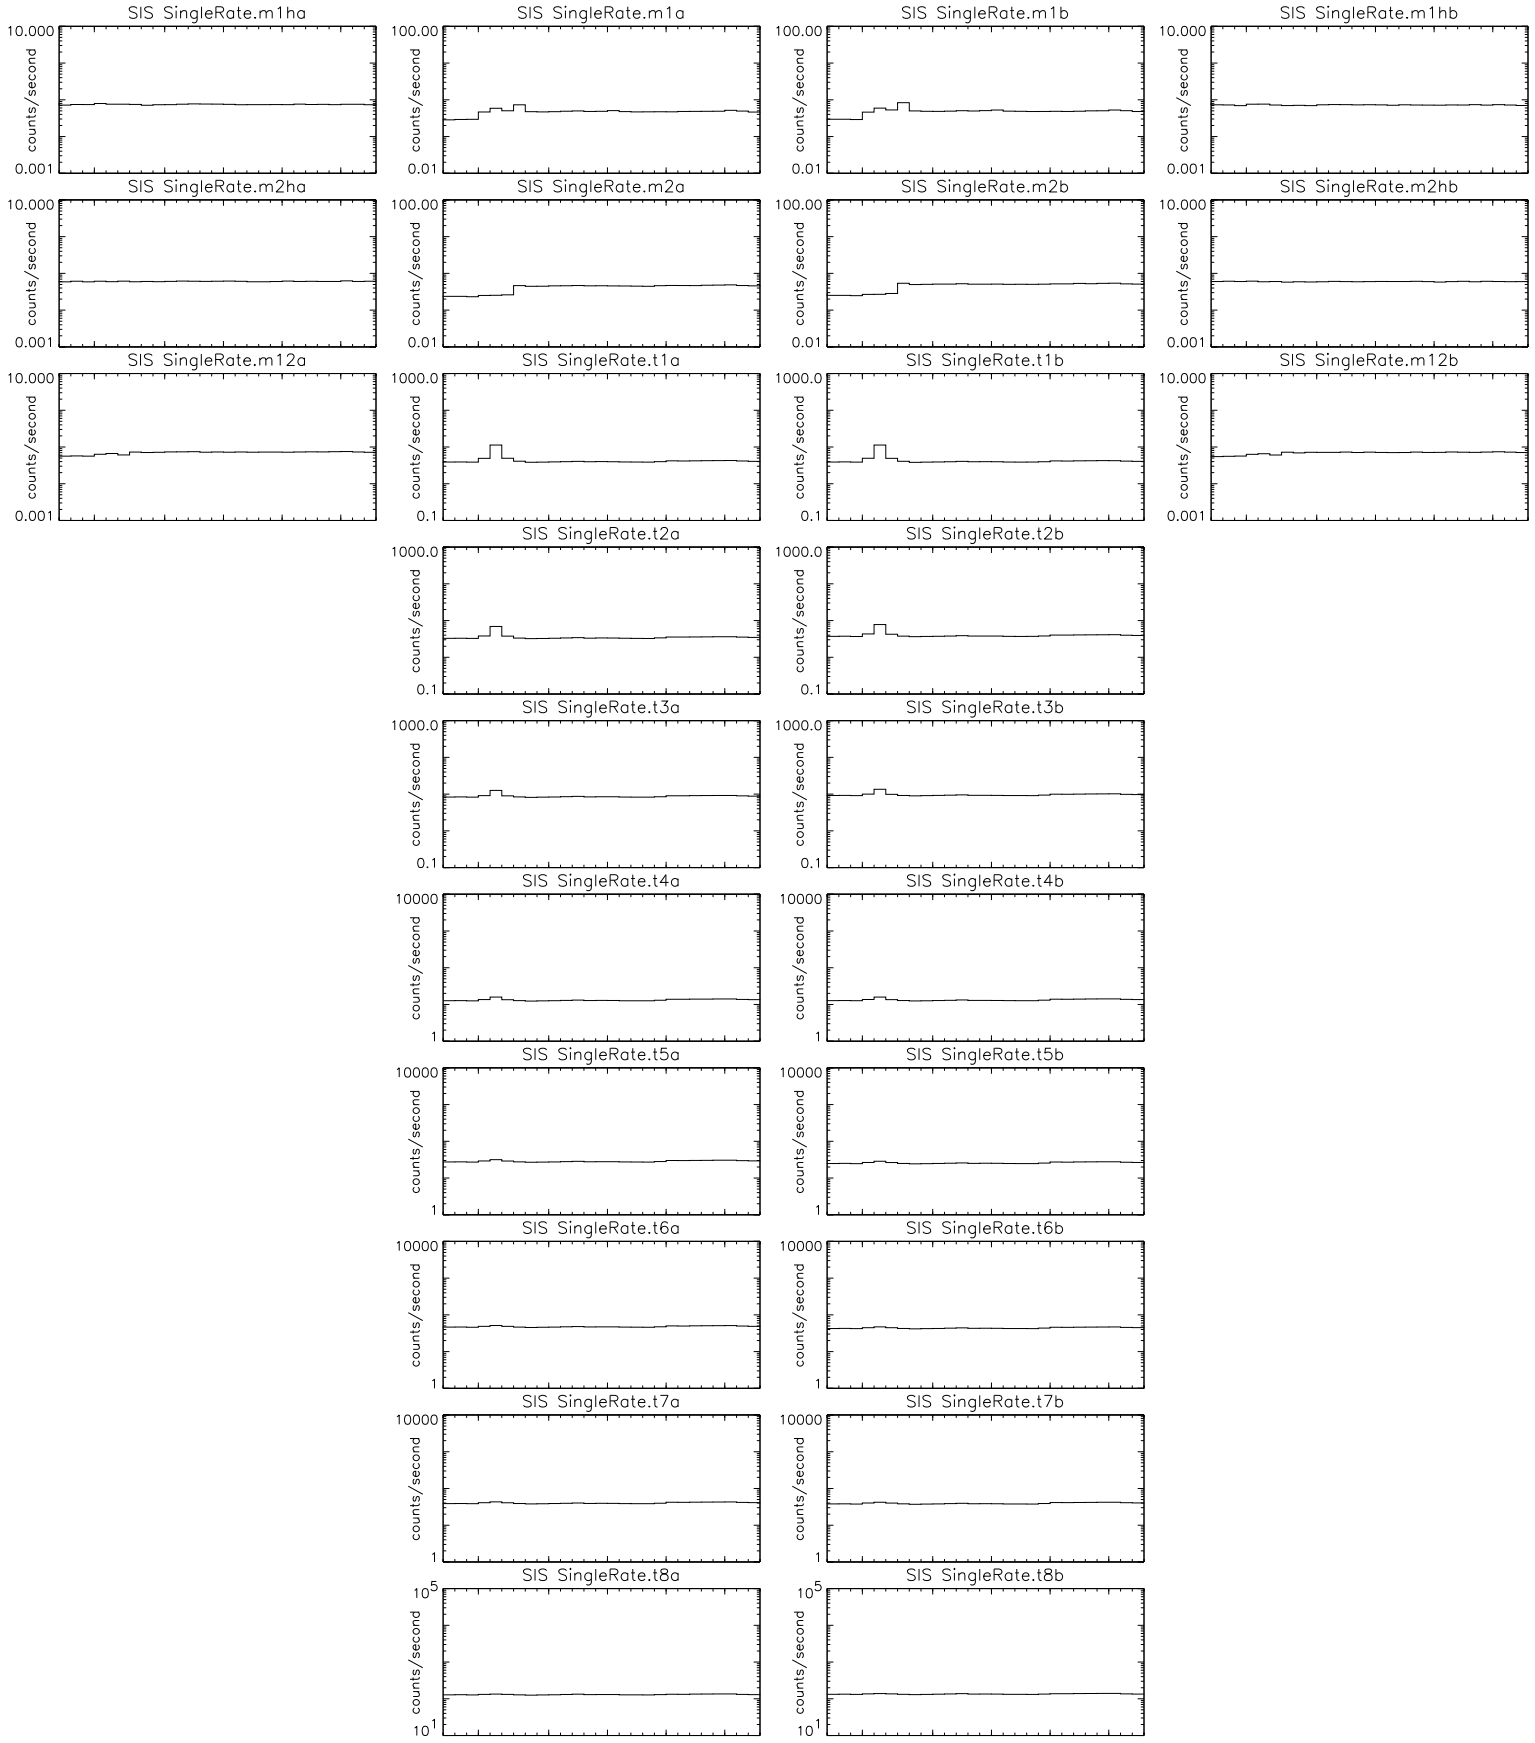 SIS SingleRate.m1ha
10.000
counts/second
0.001
SIS SingleRate.m1a
100.00
counts/second
0.01
SIS SingleRate.m1b
100.00
counts/second
0.01
SIS SingleRate.m1hb
10.000
counts/second
0.001
SIS SingleRate.m2ha
10.000
counts/second
0.001
SIS SingleRate.m2a
100.00
counts/second
0.01
SIS SingleRate.m2b
100.00
counts/second
0.01
SIS SingleRate.m2hb
10.000
counts/second
0.001
SIS SingleRate.m12a
10.000
counts/second
0.001
SIS SingleRate.t1a
1000.0
counts/second
0.1
SIS SingleRate.t1b
1000.0
counts/second
0.1
SIS SingleRate.m12b
10.000
counts/second
0.001
SIS SingleRate.t2a
1000.0
counts/second
0.1
SIS SingleRate.t2b
1000.0
counts/second
0.1
SIS SingleRate.t3a
1000.0
counts/second
0.1
SIS SingleRate.t3b
1000.0
counts/second
0.1
SIS SingleRate.t4a
10000
counts/second
1
SIS SingleRate.t4b
10000
counts/second
1
SIS SingleRate.t5a
10000
counts/second
1
SIS SingleRate.t5b
10000
counts/second
1
SIS SingleRate.t6a
10000
counts/second
1
SIS SingleRate.t6b
10000
counts/second
1
SIS SingleRate.t7a
10000
counts/second
1
SIS SingleRate.t7b
10000
counts/second
1
SIS SingleRate.t8a
10^5
counts/second
10^1
SIS SingleRate.t8b
10^5
counts/second
10^1